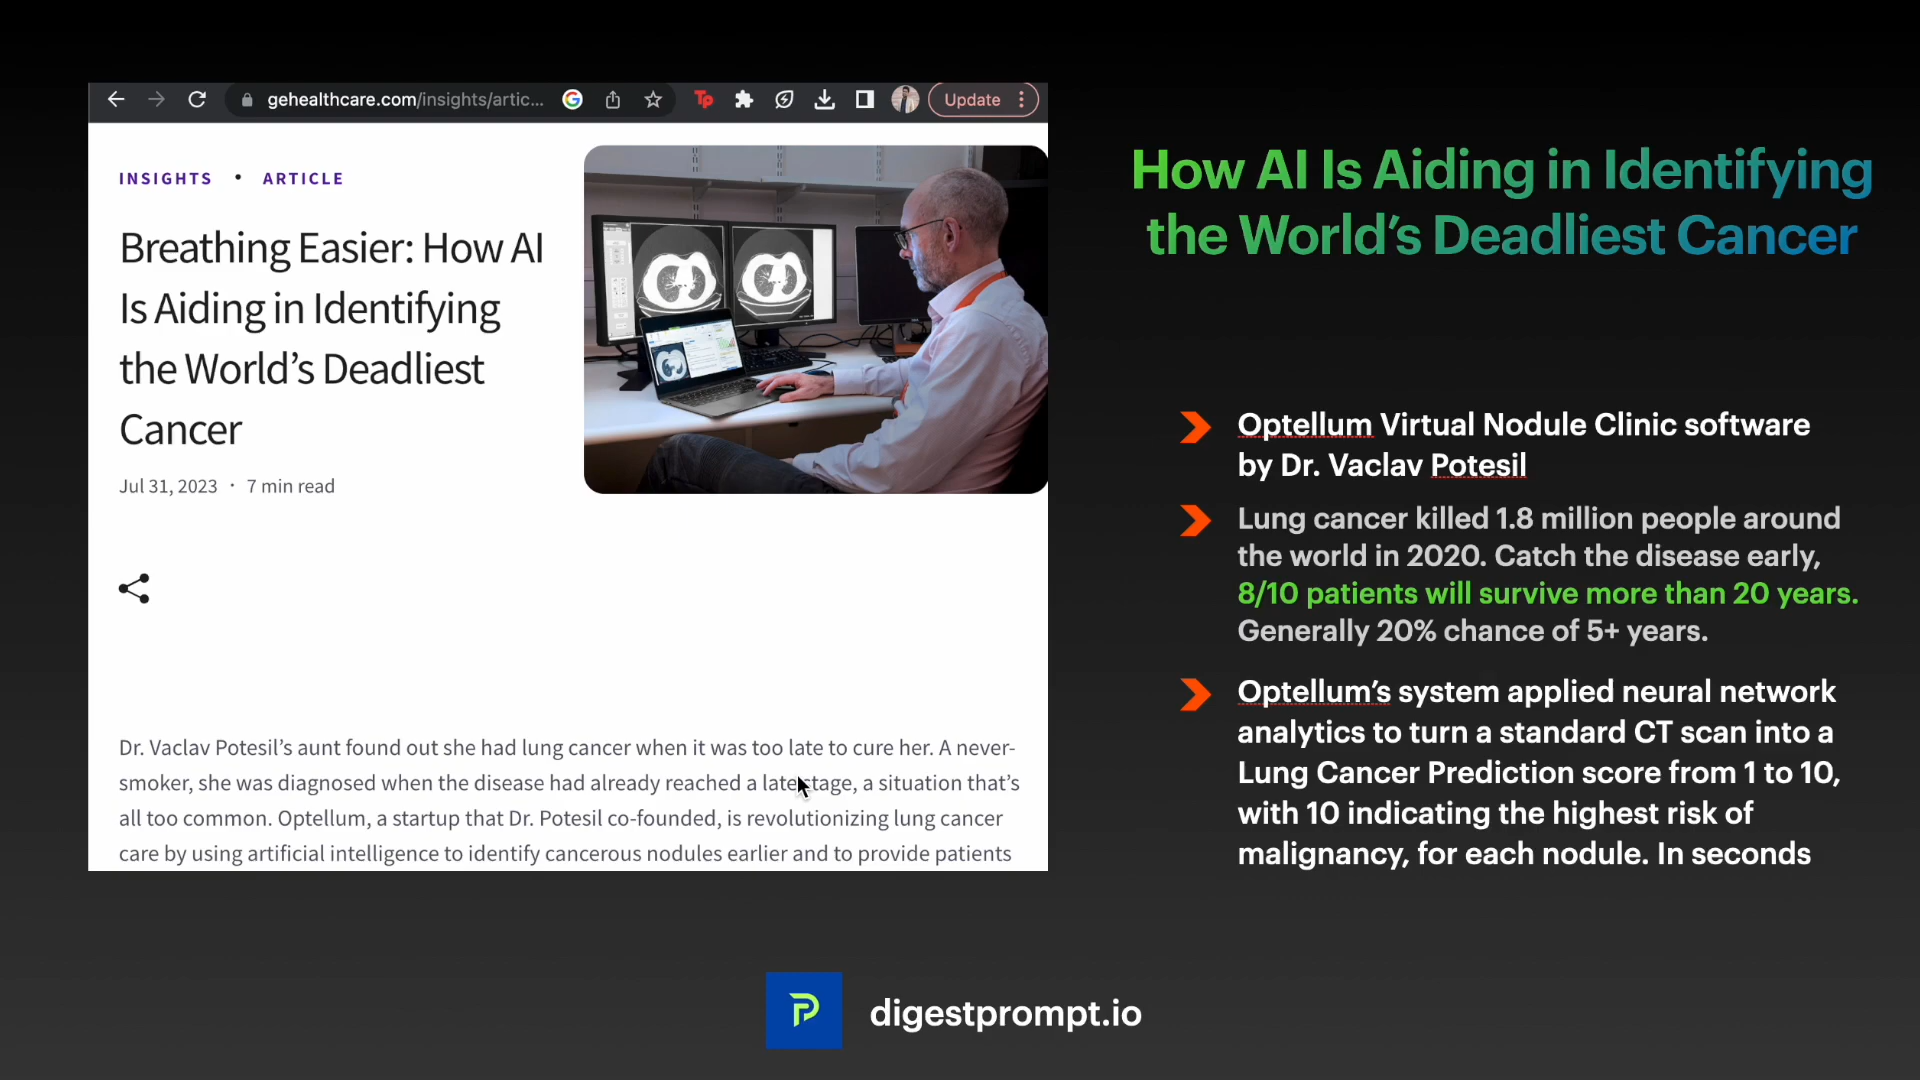 gehealthcare.com/insights/artic...
Update
INSIGHTS • ARTICLE
Breathing Easier: How AI
Is Aiding in Identifying
the World's Deadliest
Cancer
Jul 31, 2023 · 7 min read
Dr. Vaclav Potesil's aunt found out she had lung cancer when it was too late to cure her. A never-
smoker, she was diagnosed when the disease had already reached a late stage, a situation that's
all too common. Optellum, a startup that Dr. Potesil co-founded, is revolutionizing lung cancer
care by using artificial intelligence to identify cancerous nodules earlier and to provide patients
How AI Is Aiding in Identifying
the World's Deadliest Cancer
Optellum Virtual Nodule Clinic software
by Dr. Vaclav Potesil
Lung cancer killed 1.8 million people around
the world in 2020. Catch the disease early,
8/10 patients will survive more than 20 years.
Generally 20% chance of 5+ years.
Optellum's system applied neural network
analytics to turn a standard CT scan into a
Lung Cancer Prediction score from 1 to 10,
with 10 indicating the highest risk of
malignancy, for each nodule. In seconds
digestprompt.io